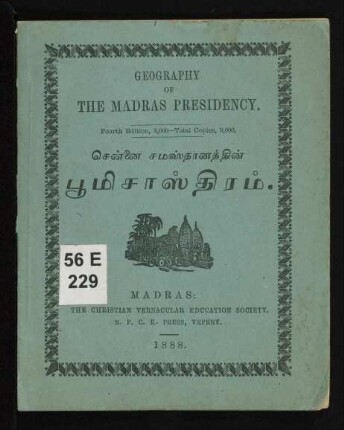 GEOGRAPHY
OF
THE MADRAS PRESIDENCY.
Fourth Edition, 3,000—Total Copies, 9,000.
சென்னை சமஸ்தானத்தின்
பூமிசாஸ்திரம்.
56 E
229
MADRAS:
THE CHRISTIAN VERNACULAR EDUCATION SOCIETY.
S. P. C. K. PRESS, VEPERY.
1888.